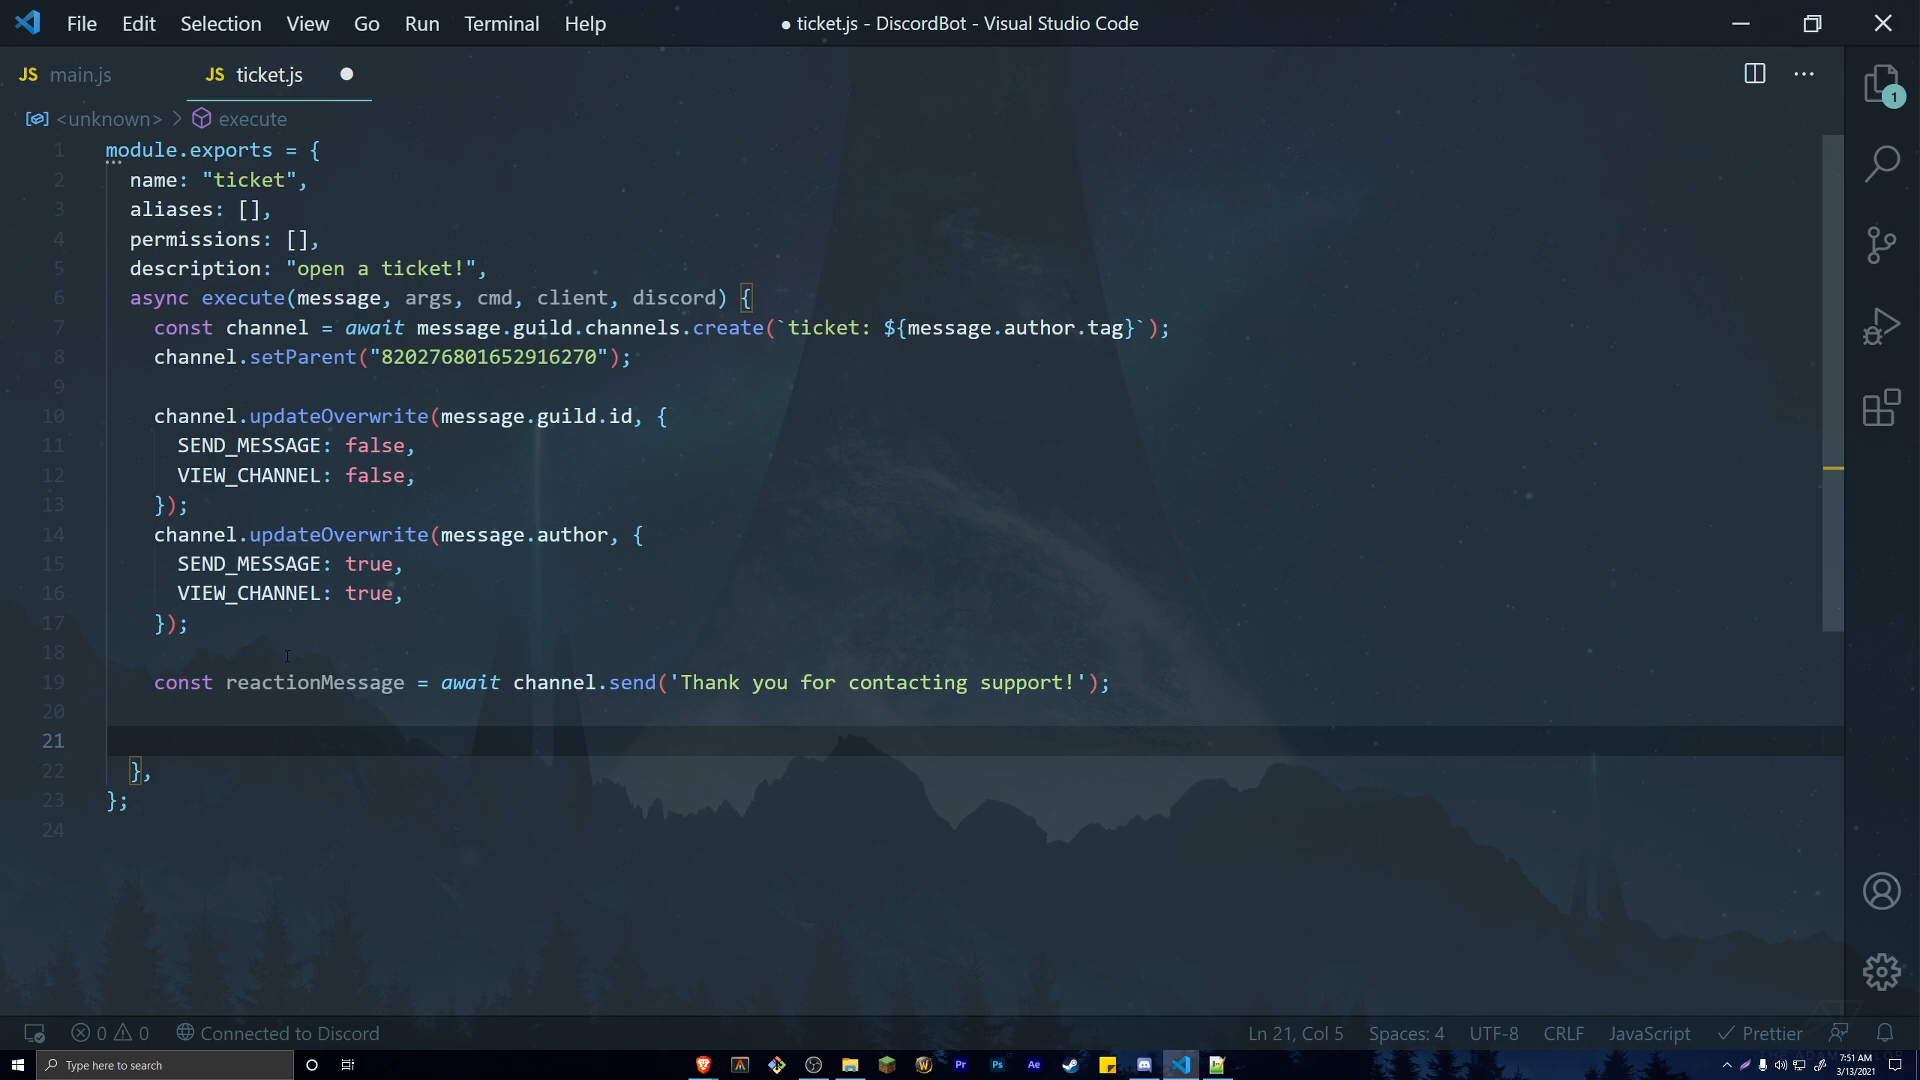 File Edit Selection View Go Run Terminal Help ● ticket.js - DiscordBot - Visual Studio Code
JS main.js JS ticket.js
<unknown> > execute
1 module.exports = {
2 name: "ticket",
3 aliases: [],
4 permissions: [],
5 description: "open a ticket!",
6 async execute(message, args, cmd, client, discord) {
7 const channel = await message.guild.channels.create(`ticket: ${message.author.tag}`);
8 channel.setParent("820276801652916270");
9
10 channel.updateOverwrite(message.guild.id, {
11 SEND_MESSAGE: false,
12 VIEW_CHANNEL: false,
13 });
14 channel.updateOverwrite(message.author, {
15 SEND_MESSAGE: true,
16 VIEW_CHANNEL: true,
17 });
18
19 const reactionMessage = await channel.send('Thank you for contacting support!');
20
21
22 },
23 };
24
1
0 0 Connected to Discord Ln 21, Col 5 Spaces: 4 UTF-8 CRLF JavaScript Prettier
Type here to search Pr Ps Ae 7:51 AM
3/13/2021